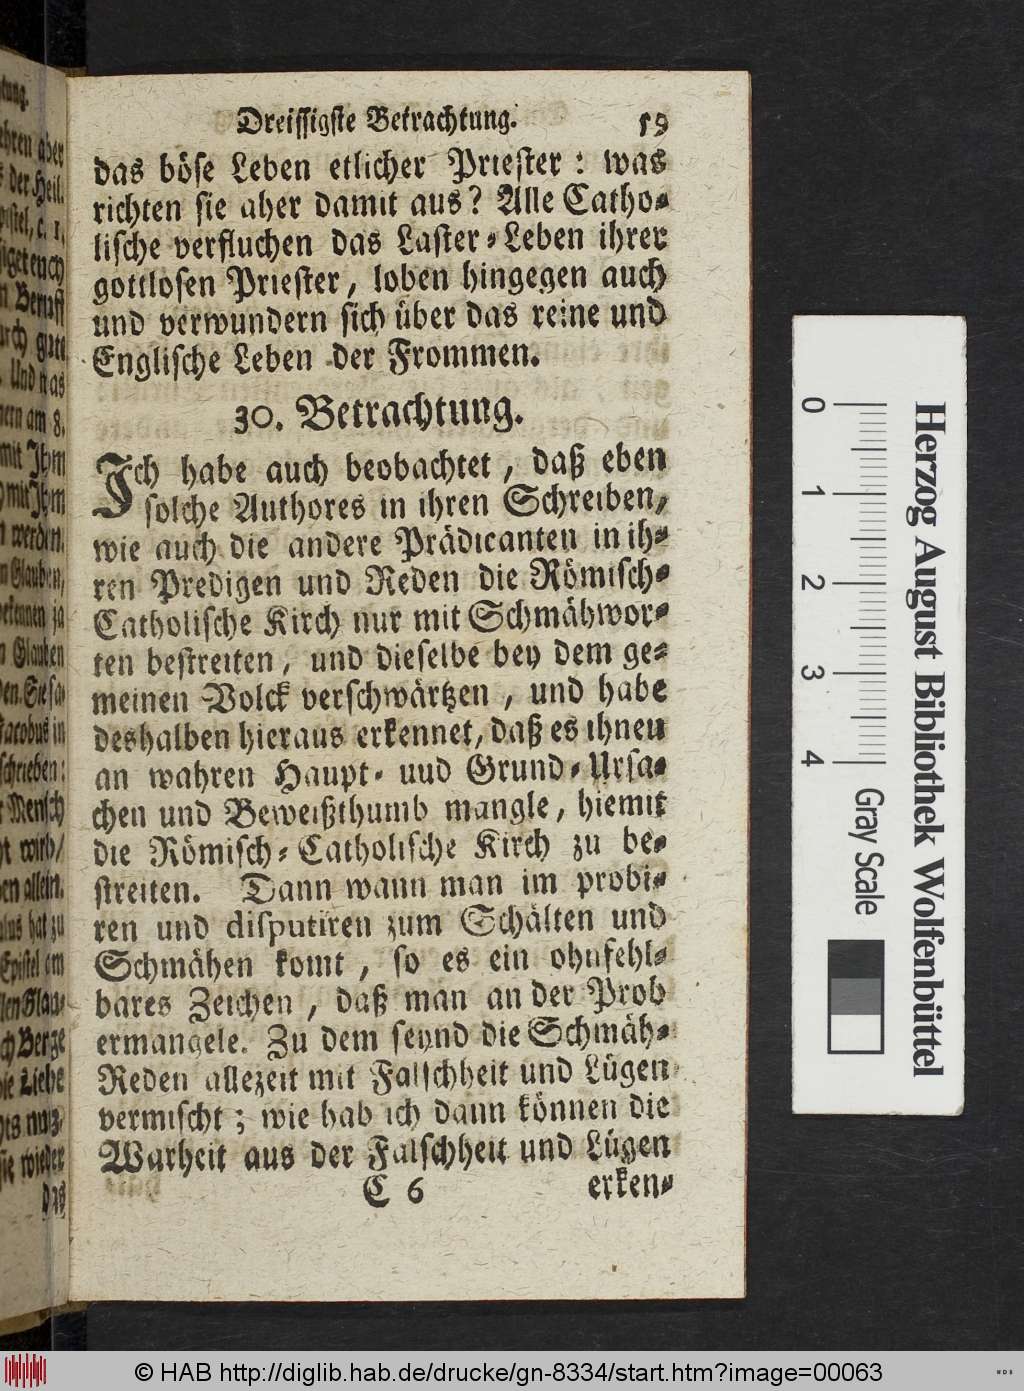 Dreissigste Betrachtung. 59
das böse Leben etlicher Priester: was
richten sie aber damit aus? Alle Catho-
lische verfluchen das Laster-Leben ihrer
gottlosen Priester, loben hingegen auch
und verwundern sich über das reine und
Englische Leben der Frommen.
30. Betrachtung.
Ich habe auch beobachtet, daß eben
solche Authores in ihren Schreiben,
wie auch die andere Prädicanten in ih-
ren Predigen und Reden die Römisch-
Catholische Kirch nur mit Schmähwor-
ten bestreiten, und dieselbe bey dem ge-
meinen Volck verschwärtzen, und habe
deshalben hieraus erkennet, daß es ihnen
an wahren Haupt- uud Grund-Ursa-
chen und Beweißthumb mangle, hiemit
die Römisch-Catholische Kirch zu be-
streiten. Dann wann man im probi-
ren und disputiren zum Schälten und
Schmähen komt, so es ein ohnfehl-
bares Zeichen, daß man an der Prob
ermangele. Zu dem seynd die Schmäh-
Reden allezeit mit Falschheit und Lügen
vermischt; wie hab ich dann können die
Warheit aus der Falschheit und Lügen
C 6 erken-
0 1 2 3 4
Gray Scale
Herzog August Bibliothek Wolfenbüttel
© HAB http://diglib.hab.de/drucke/gn-8334/start.htm?image=00063